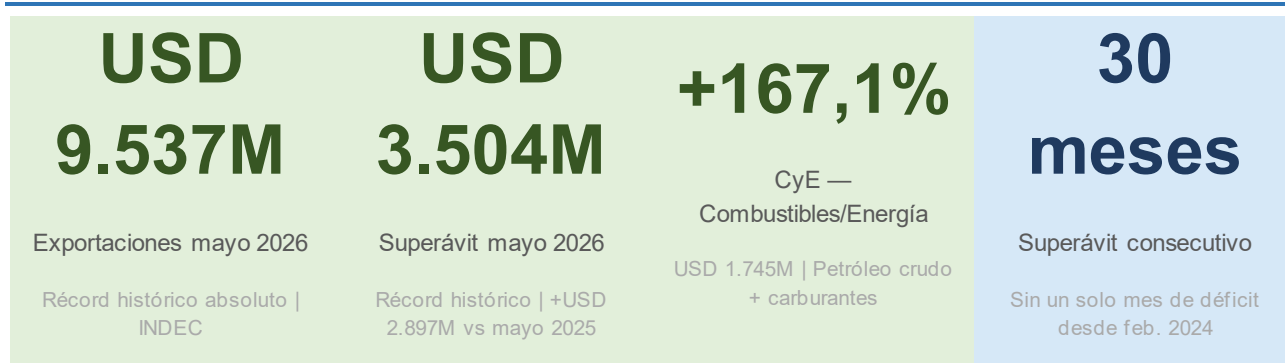 USD
9.537M
Exportaciones mayo 2026
Récord histórico absoluto |
INDEC
USD
3.504M
Superávit mayo 2026
Récord histórico | +USD
2.897M vs mayo 2025
+167,1%
CyE —
Combustibles/Energía
USD 1.745M | Petróleo crudo
+ carburantes
30
meses
Superávit consecutivo
Sin un solo mes de déficit
desde feb. 2024